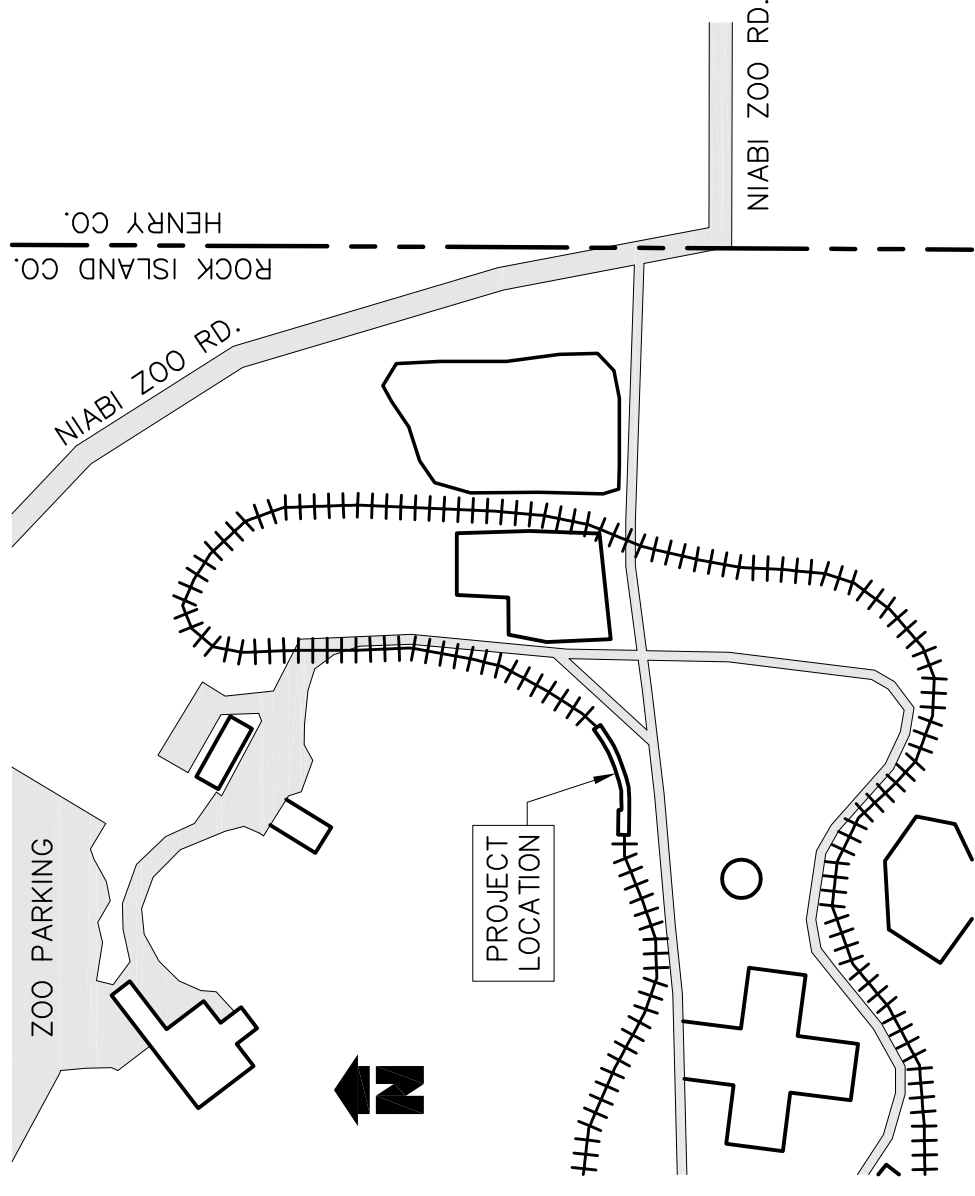 NIABI ZOO RD.
HENRY CO.
ROCK ISLAND CO.
NIABI ZOO RD.
PROJECT
LOCATION
ZOO PARKING
N